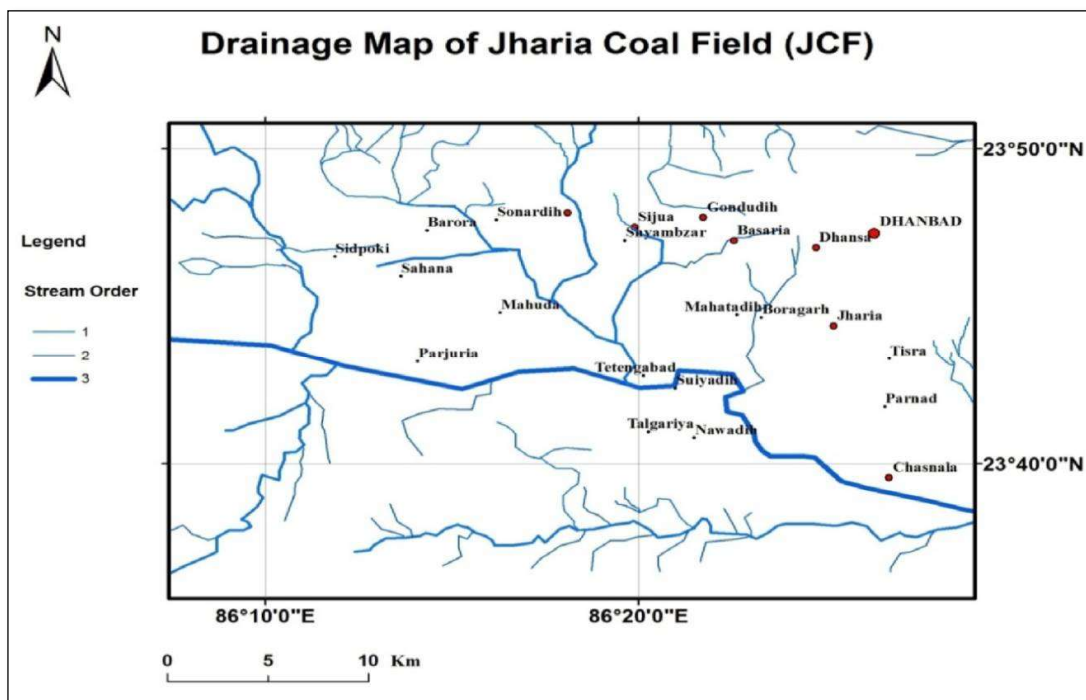 N
Drainage Map of Jharia Coal Field (JCF)
23°50'0"N
Sonardih
Sijua
Gondudih
DHANBAD
Barora
Shyambzar
Basaria
Dhansa
Legend
Sidpoki
Sahana
Stream Order
Mahuda
Mahatadih
Boragarh
Jharia
1
2
3
Parjuria
Tetengabad
Suiyadih
Tisra
Parnad
Talgariya
Nawadih
23°40'0"N
Chasnala
86°10'0"E
86°20'0"E
0 5 10 Km